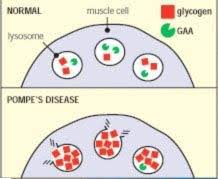 NORMAL
muscle cell
glycogen
lysosome
GAA
POMPE'S DISEASE